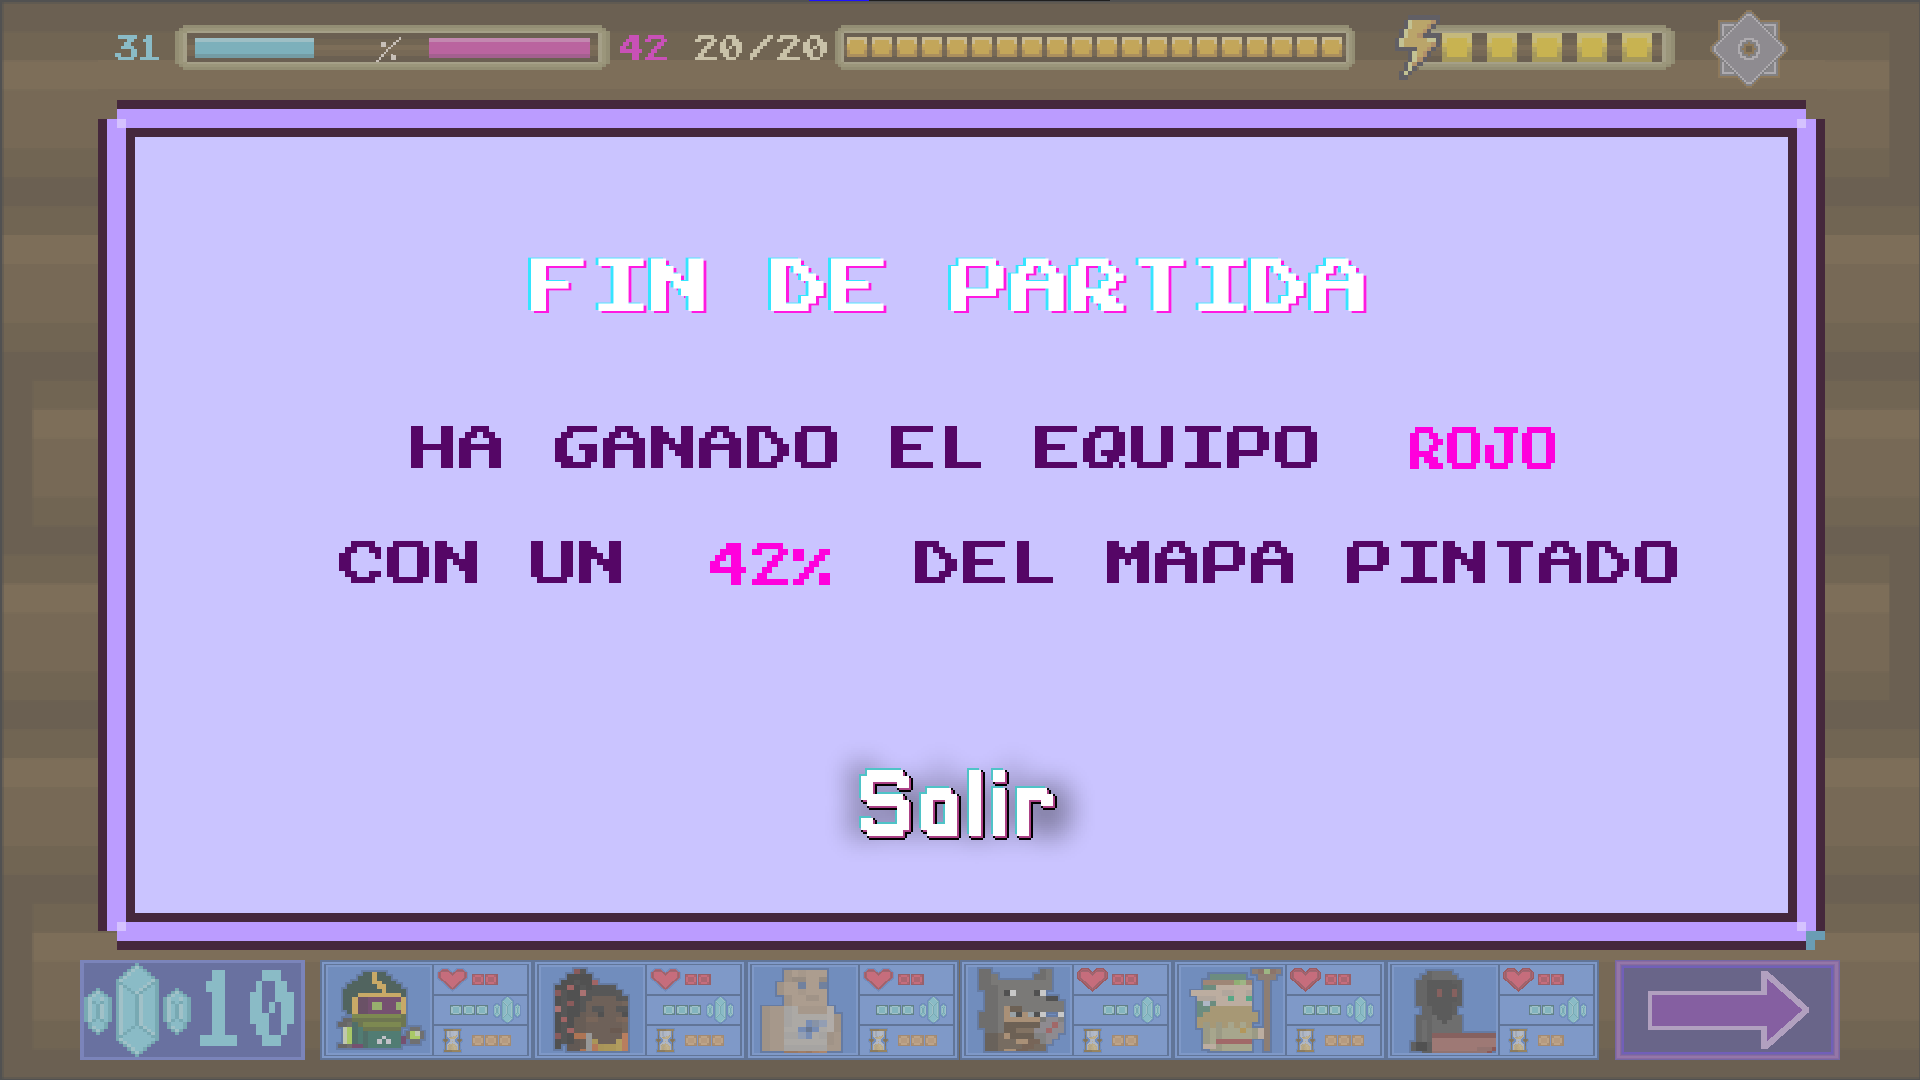 31 % 42 20/20
FIN DE PARTIDA
HA GANADO EL EQUIPO ROJO
CON UN 42% DEL MAPA PINTADO
Salir
10